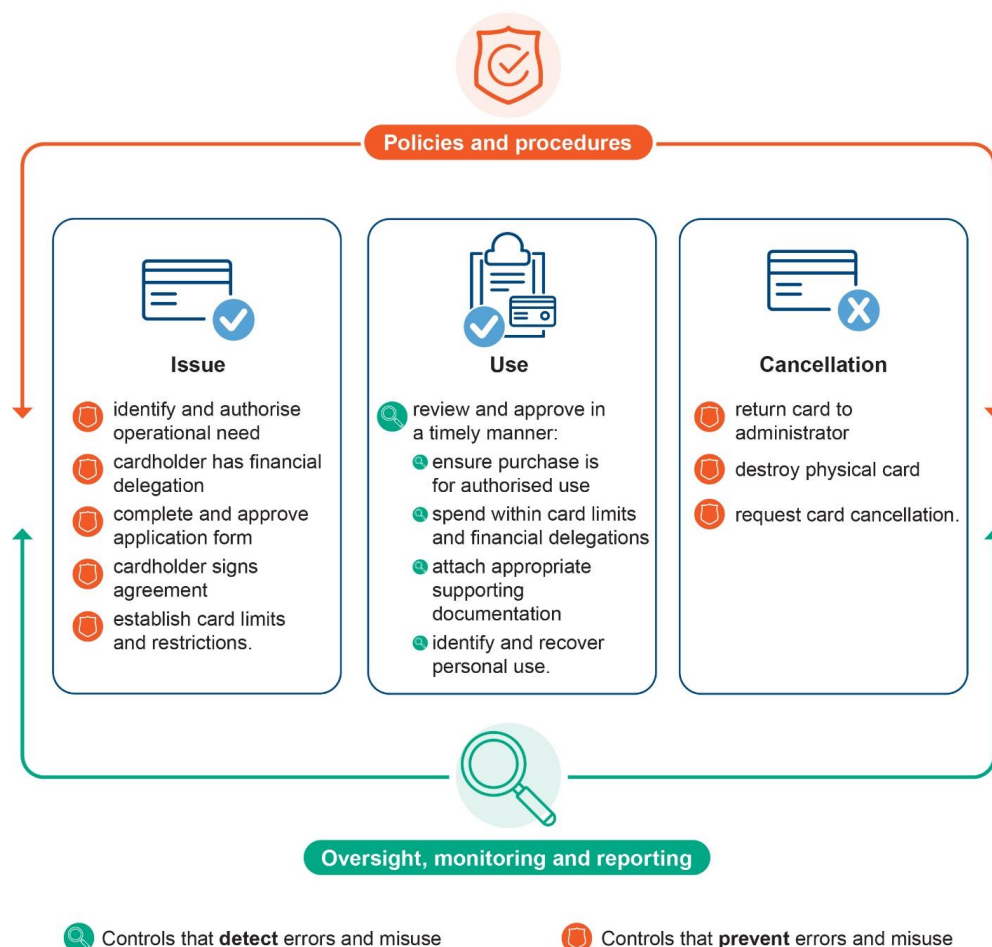 Policies and procedures
Issue
identify and authorise
operational need
cardholder has financial
delegation
complete and approve
application form
cardholder signs
agreement
establish card limits
and restrictions.
Use
review and approve in
a timely manner:
ensure purchase is
for authorised use
spend within card limits
and financial delegations
attach appropriate
supporting
documentation
identify and recover
personal use.
Cancellation
return card to
administrator
destroy physical card
request card cancellation.
Oversight, monitoring and reporting
Controls that detect errors and misuse
Controls that prevent errors and misuse